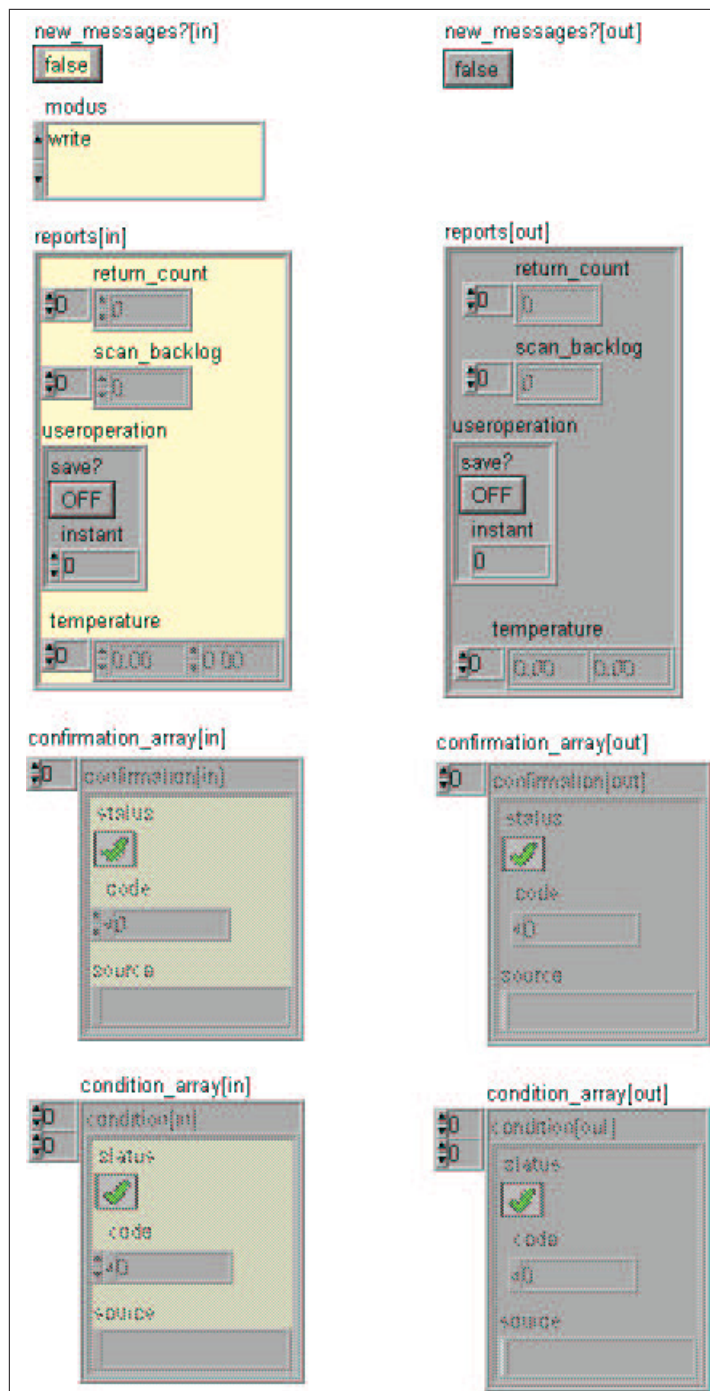 new_messages?[in]
false
modus
write
reports[in]
return_count
0 0
scan_backlog
0 0
useroperation
save?
OFF
instant
0
temperature
0 0.00 0.00
confirmation_array[in]
0 confirmation[in]
status
code
0
source
condition_array[in]
0 condition[in]
0
status
code
0
source
new_messages?[out]
false
reports[out]
return_count
0 0
scan_backlog
0 0
useroperation
save?
OFF
instant
0
temperature
0 0.00 0.00
confirmation_array[out]
0 confirmation[out]
status
code
0
source
condition_array[out]
0 condition[out]
0
status
code
0
source